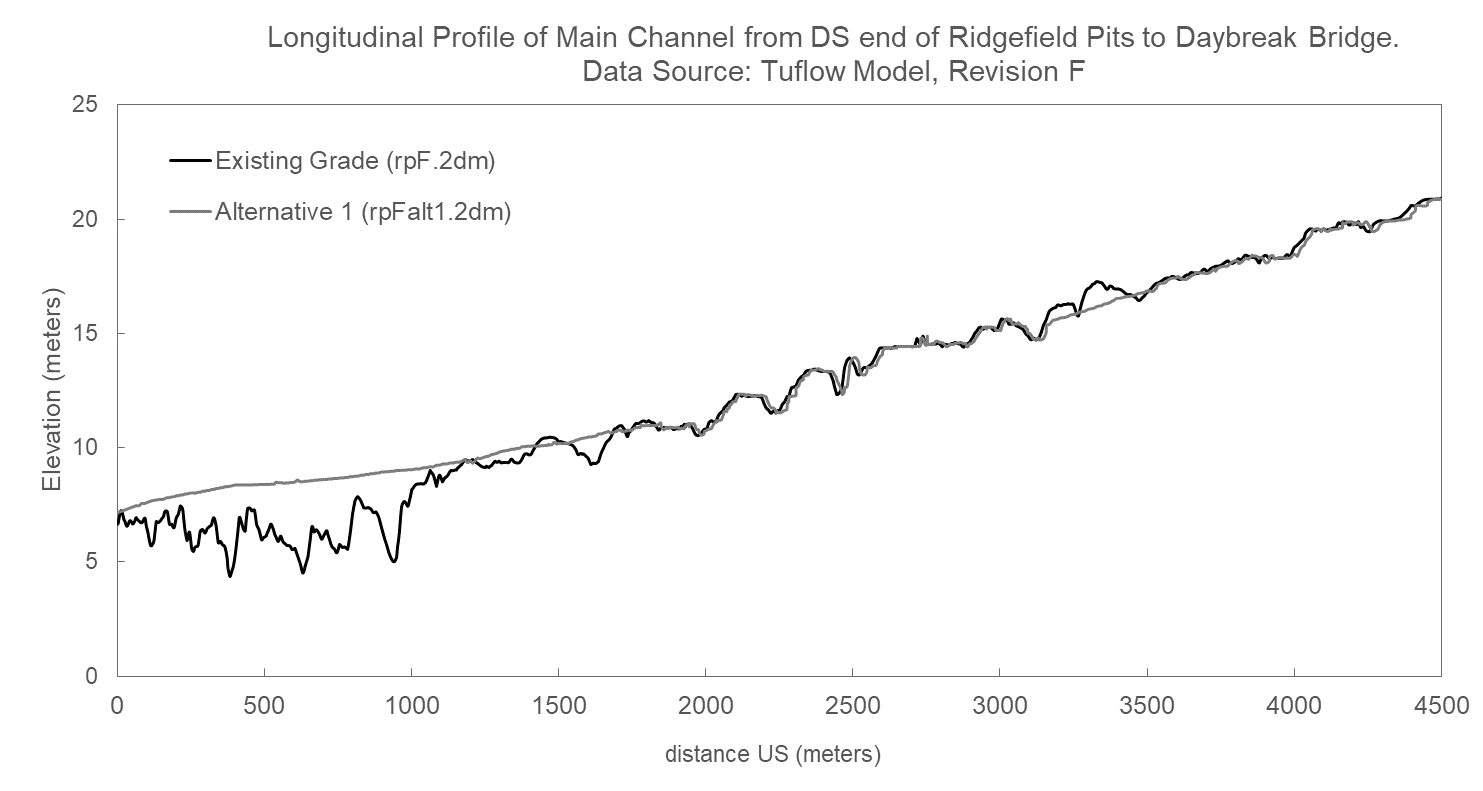 Longitudinal Profile of Main Channel from DS end of Ridgefield Pits to Daybreak Bridge.
Data Source: Tuflow Model, Revision F
25
20
15
10
5
0
Elevation (meters)
Existing Grade (rpF.2dm)
Alternative 1 (rpFalt1.2dm)
0 500 1000 1500 2000 2500 3000 3500 4000 4500
distance US (meters)